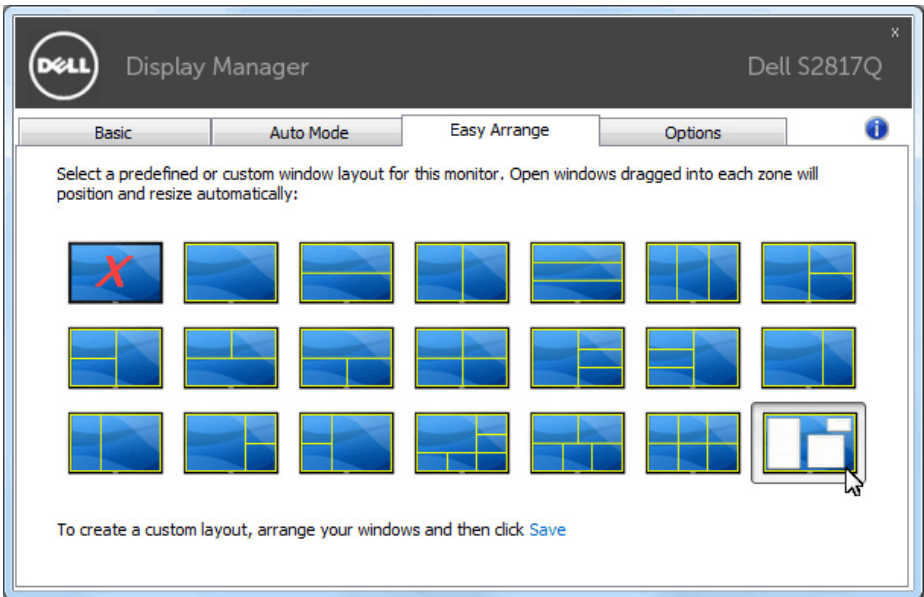 DELL
Display Manager
Dell S2817Q
x
Basic
Auto Mode
Easy Arrange
Options
i
Select a predefined or custom window layout for this monitor. Open windows dragged into each zone will
position and resize automatically:
X
To create a custom layout, arrange your windows and then click Save